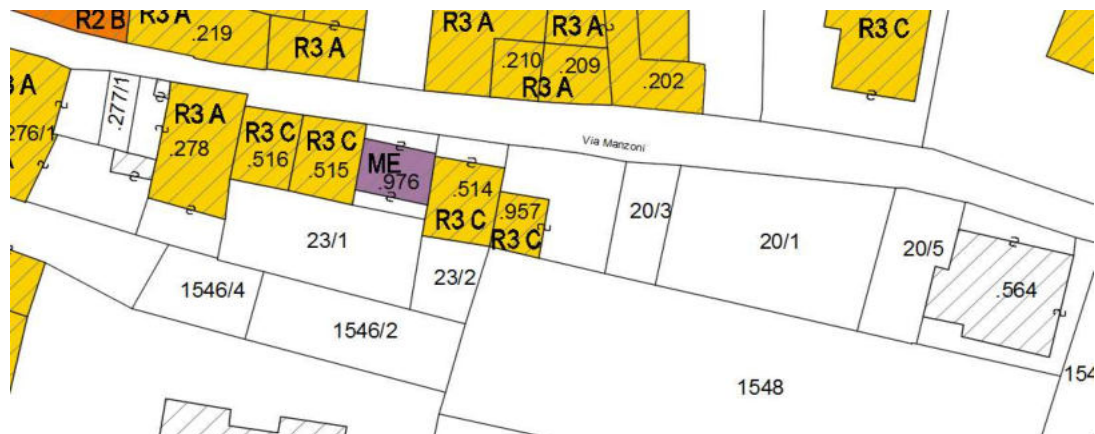 R2 B
R3 A
.219
R3 A
R3 A
R3 A
.210
.209
R3 A
.202
R3 C
3 A
276/1
A
.277/1
R3 A
.278
R3 C
.516
R3 C
.515
ME
.976
.514
R3 C
.957
R3 C
Via Manzoni
20/3
20/1
20/5
.564
23/1
23/2
1546/4
1546/2
1548
154